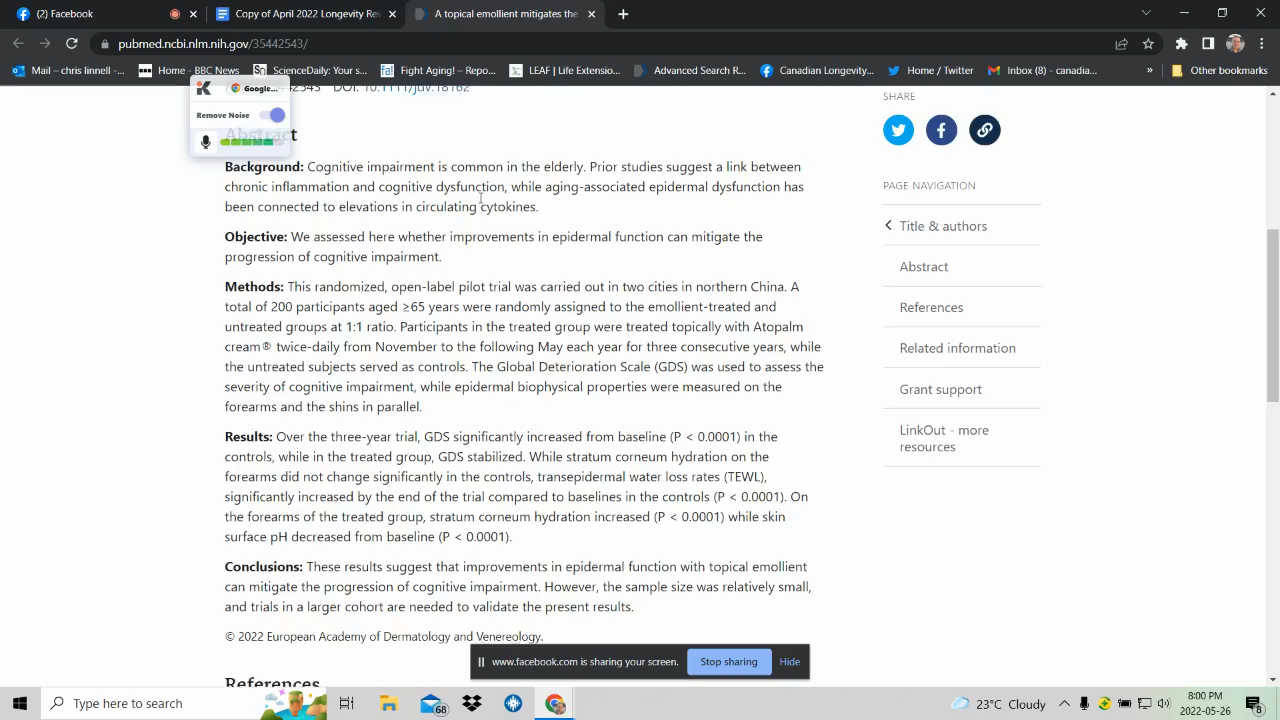 (2) Facebook
2022 Canadian Longevity Rev
A topical emollient mitigates the
pubmed.ncbi.nlm.nih.gov/35442543/
Mail – chris linnell –...
Home - BBC News
ScienceDaily: Your s...
Fight Aging! – Repo...
LEAF | Life Extensio...
Advanced Search R...
Canadian Longevity...
Twitter / Twitter
Inbox (8) - canadia...
»
Other bookmarks
DOI: 10.1111/jdv.18162
Google...
Remove Noise
Abstract
Background: Cognitive impairment is common in the elderly. Prior studies suggest a link between
chronic inflammation and cognitive dysfunction, while aging-associated epidermal dysfunction has
been connected to elevations in circulating cytokines.
Objective: We assessed here whether improvements in epidermal function can mitigate the
progression of cognitive impairment.
Methods: This randomized, open-label pilot trial was carried out in two cities in northern China. A
total of 200 participants aged ≥65 years were randomly assigned to the emollient-treated and
untreated groups at 1:1 ratio. Participants in the treated group were treated topically with Atopalm
cream® twice-daily from November to the following May each year for three consecutive years, while
the untreated subjects served as controls. The Global Deterioration Scale (GDS) was used to assess the
severity of cognitive impairment, while epidermal biophysical properties were measured on the
forearms and the shins in parallel.
Results: Over the three-year trial, GDS significantly increased from baseline (P < 0.0001) in the
controls, while in the treated group, GDS stabilized. While stratum corneum hydration on the
forearms did not change significantly in the controls, transepidermal water loss rates (TEWL),
significantly increased by the end of the trial compared to baselines in the controls (P < 0.0001). On
the forearms of the treated group, stratum corneum hydration increased (P < 0.0001) while skin
surface pH decreased from baseline (P < 0.0001).
Conclusions: These results suggest that improvements in epidermal function with topical emollient
can mitigate the progression of cognitive impairment. However, the sample size was relatively small,
and trials in a larger cohort are needed to validate the present results.
© 2022 European Academy of Dermatology and Venereology.
References
SHARE
PAGE NAVIGATION
Title & authors
Abstract
References
Related information
Grant support
LinkOut - more
resources
www.facebook.com is sharing your screen.
Stop sharing
Hide
Type here to search
68
23°C Cloudy
8:00 PM
2022-05-26
8